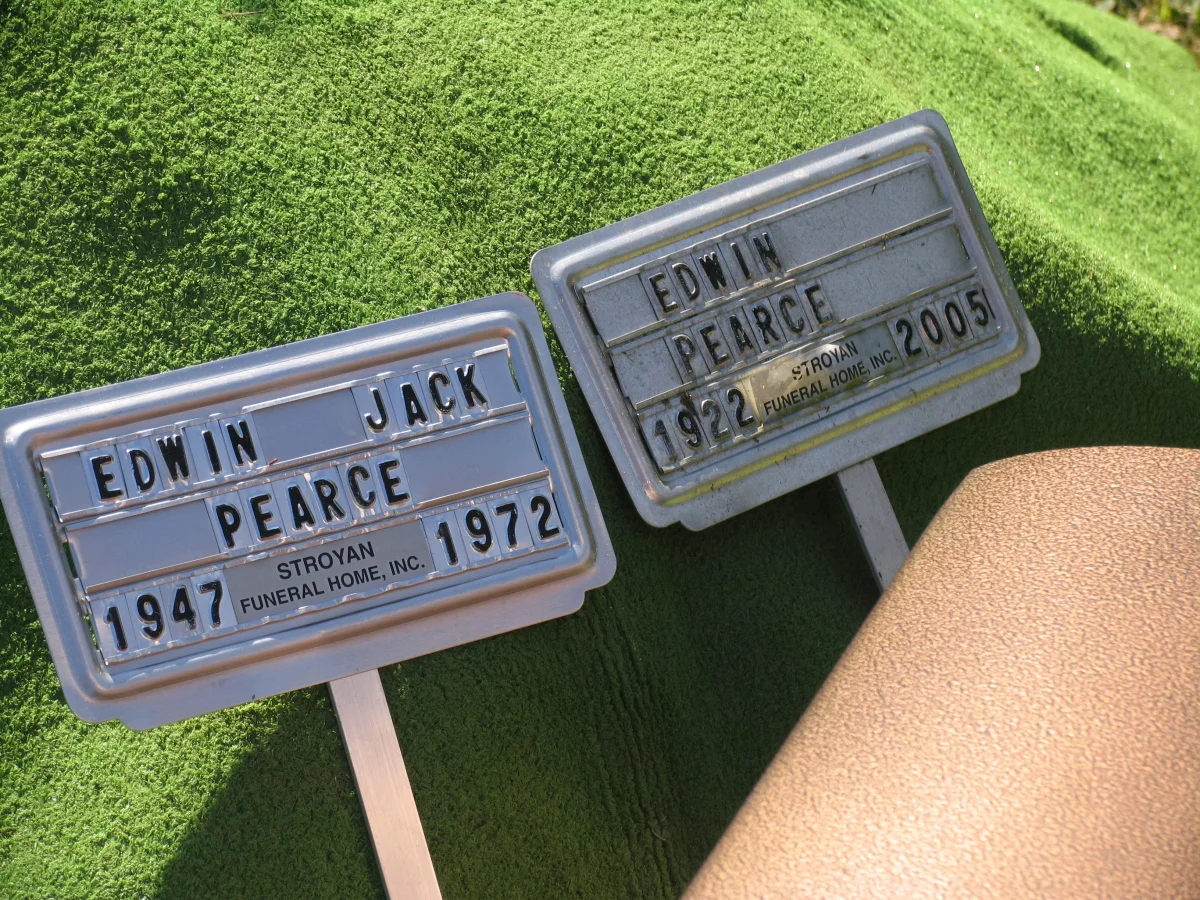 EDWIN JACK
PEARCE
1947 STROYAN FUNERAL HOME, INC. 1972
EDWIN
PEARCE
1922 STROYAN FUNERAL HOME, INC. 2005